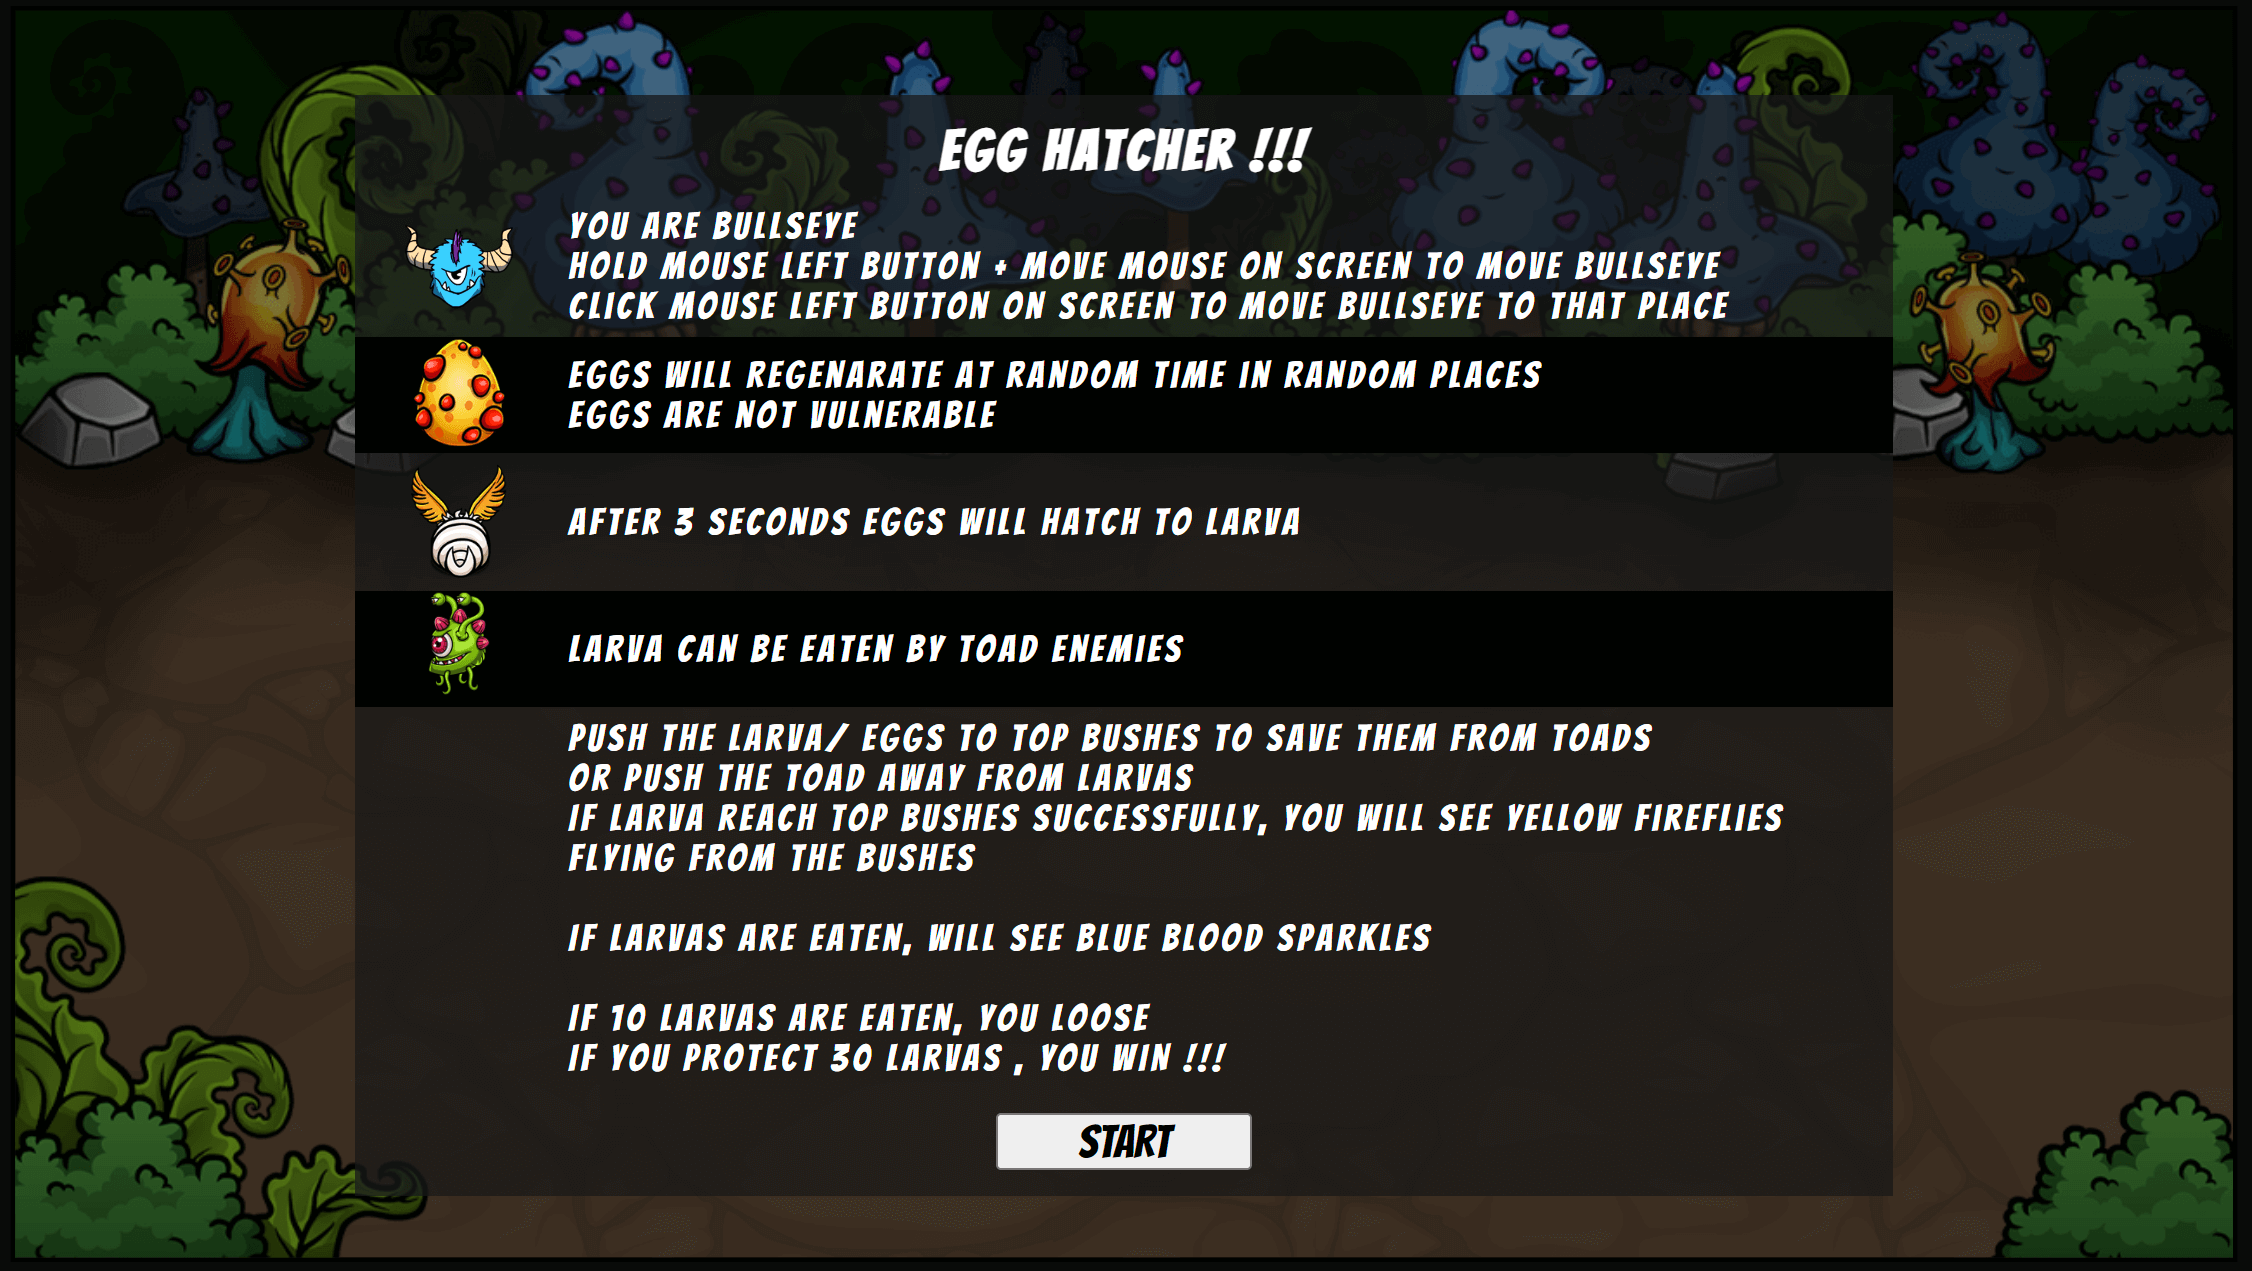 EGG HATCHER !!!
YOU ARE BULLSEYE
HOLD MOUSE LEFT BUTTON + MOVE MOUSE ON SCREEN TO MOVE BULLSEYE
CLICK MOUSE LEFT BUTTON ON SCREEN TO MOVE BULLSEYE TO THAT PLACE
EGGS WILL REGENARATE AT RANDOM TIME IN RANDOM PLACES
EGGS ARE NOT VULNERABLE
AFTER 3 SECONDS EGGS WILL HATCH TO LARVA
LARVA CAN BE EATEN BY TOAD ENEMIES
PUSH THE LARVA/ EGGS TO TOP BUSHES TO SAVE THEM FROM TOADS
OR PUSH THE TOAD AWAY FROM LARVAS
IF LARVA REACH TOP BUSHES SUCCESSFULLY, YOU WILL SEE YELLOW FIREFLIES
FLYING FROM THE BUSHES
IF LARVAS ARE EATEN, WILL SEE BLUE BLOOD SPARKLES
IF 10 LARVAS ARE EATEN, YOU LOOSE
IF YOU PROTECT 30 LARVAS , YOU WIN !!!
START